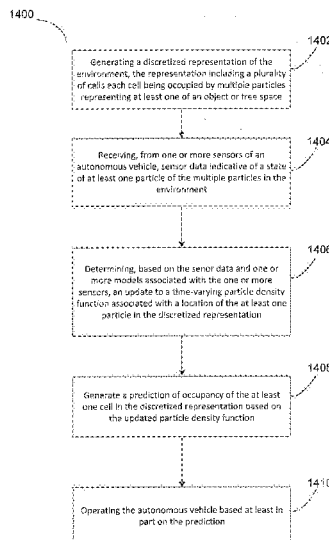 1400
1402
Generating a discretized representation of the
environment, the representation including a plurality
of cells each cell being occupied by multiple particles
representing at least one of an object or free space
1404
Receiving, from one or more sensors of an
autonomous vehicle, sensor data indicative of a state
of at least one particle of the multiple particles in the
environment
1406
Determining, based on the senor data and one or
more models associated with the one or more
sensors, an update to a time-varying particle density
function associated with a location of the at least one
particle in the discretized representation
1408
Generate a prediction of occupancy of the at least
one cell in the discretized representation based on
the updated particle density function
1410
Operating the autonomous vehicle based at least in
part on the prediction